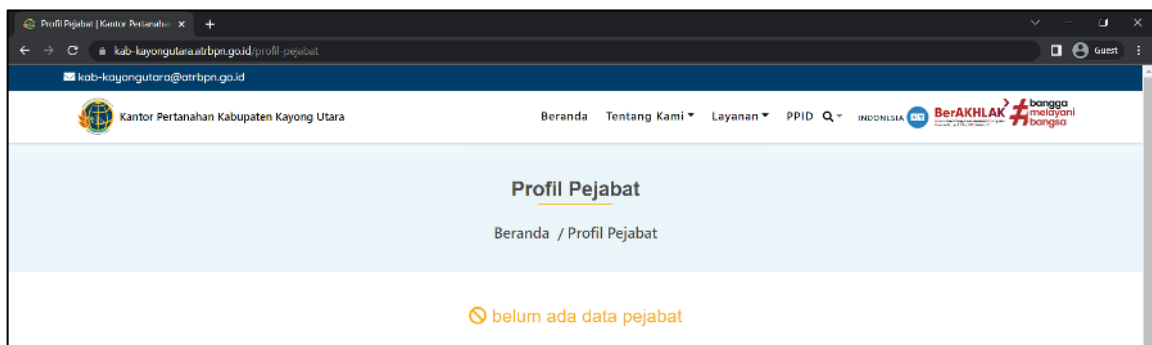 Profil Pejabat | Kantor Pertanahan
kab-kayongutara.atrbpn.go.id/profil-pejabat
Guest
kab-kayongutara@atrbpn.go.id
Kantor Pertanahan Kabupaten Kayong Utara
Beranda Tentang Kami Layanan PPID INDONESIA BerAKHLAK #bangga
melayani
bangsa
Profil Pejabat
Beranda / Profil Pejabat
belum ada data pejabat